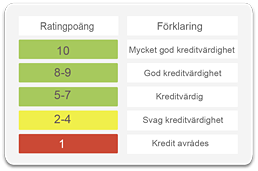 Ratingpoäng Förklaring
10 Mycket god kreditvärdighet
8-9 God kreditvärdighet
5-7 Kreditvärdig
2-4 Svag kreditvärdighet
1 Kredit avrådes